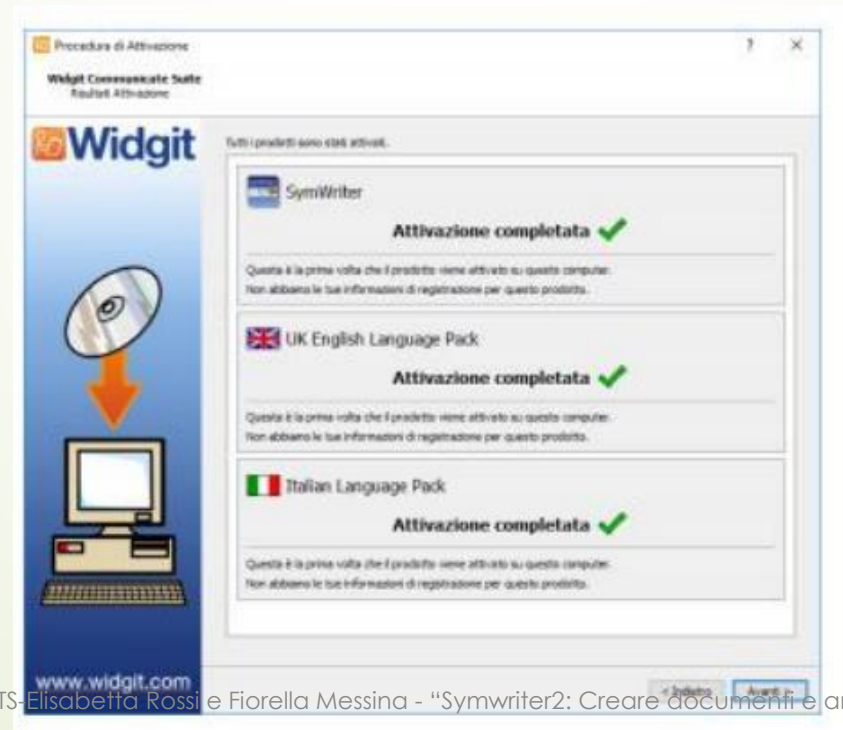 Procedura di Attivazione
? ×
Widgit Communicate Suite
Risultati Attivazione
Widgit
Tutti i prodotti sono stati attivati.
SymWriter
Attivazione completata
Questa è la prima volta che il prodotto viene attivato su questo computer.
Non abbiamo le tue informazioni di registrazione per questo prodotto.
UK English Language Pack
Attivazione completata
Questa è la prima volta che il prodotto viene attivato su questo computer.
Non abbiamo le tue informazioni di registrazione per questo prodotto.
Italian Language Pack
Attivazione completata
Questa è la prima volta che il prodotto viene attivato su questo computer.
Non abbiamo le tue informazioni di registrazione per questo prodotto.
www.widgit.com
< Indietro Avanti >
TS-Elisabetta Rossi e Fiorella Messina - “Symwriter2: Creare documenti e